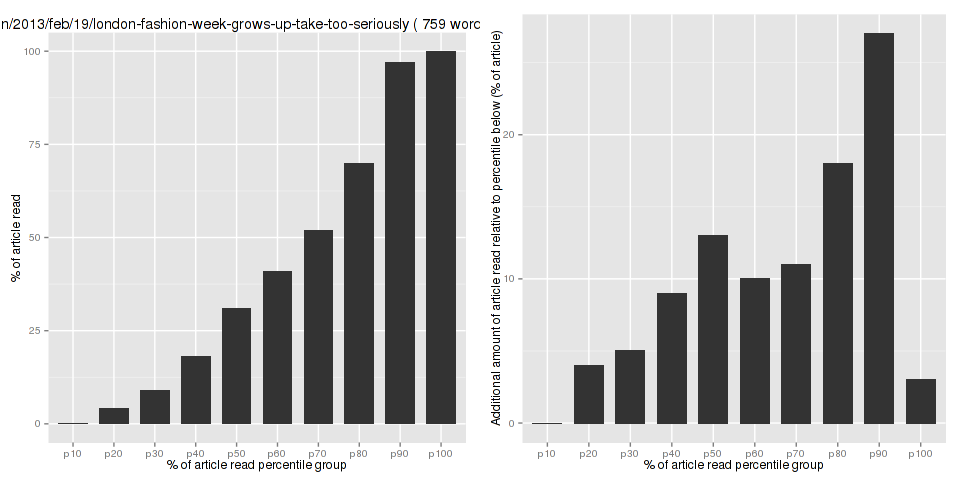 n/2013/feb/19/london-fashion-week-grows-up-take-too-seriously ( 759 word
100
75
50
25
0
% of article read
p10 p20 p30 p40 p50 p60 p70 p80 p90 p100
% of article read percentile group
20
10
0
Additional amount of article read relative to percentile below (% of article)
p10 p20 p30 p40 p50 p60 p70 p80 p90 p100
% of article read percentile group